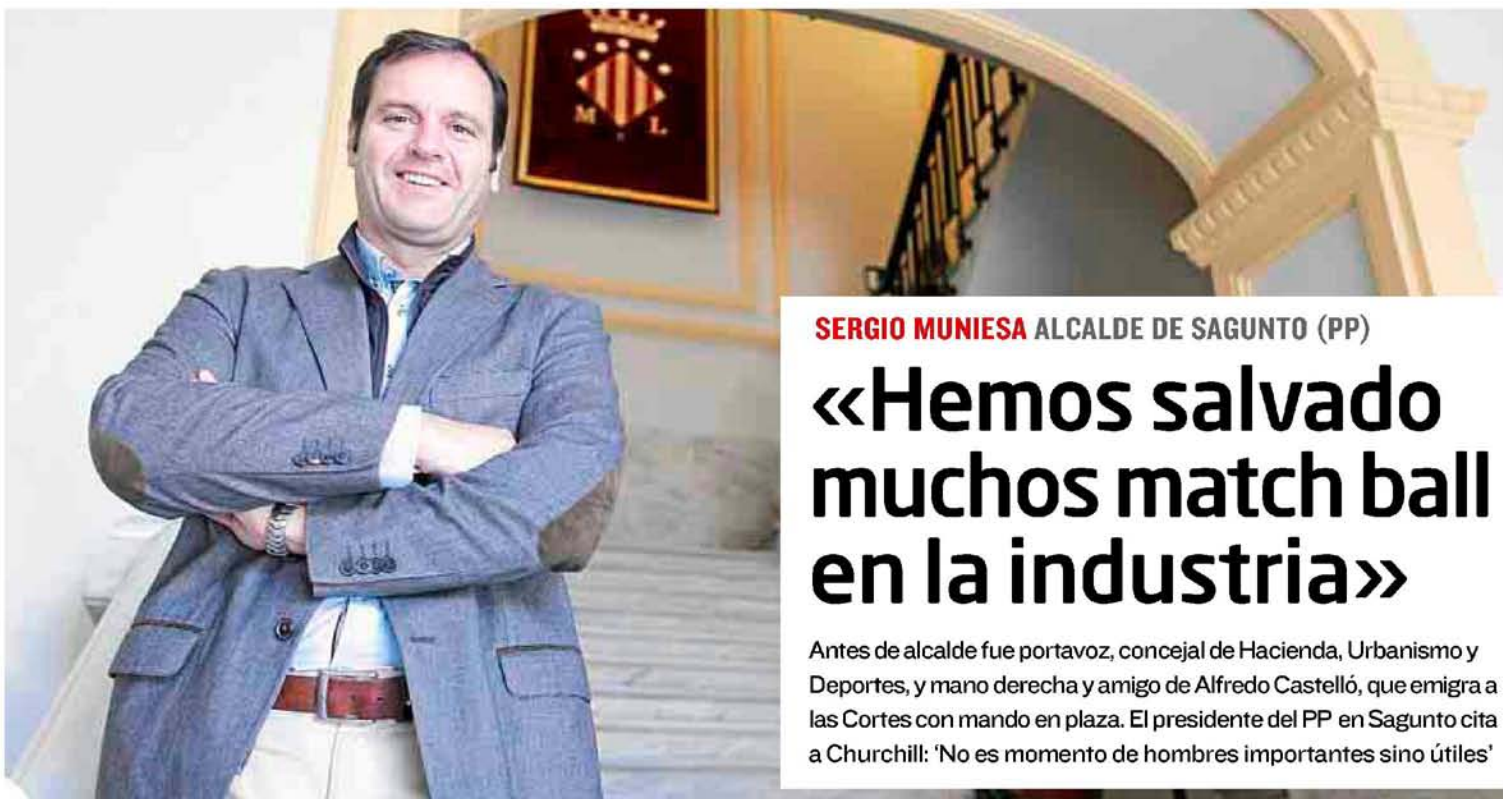 M L
SERGIO MUNIESA ALCALDE DE SAGUNTO (PP)
«Hemos salvado
muchos match ball
en la industria»
Antes de alcalde fue portavoz, concejal de Hacienda, Urbanismo y
Deportes, y mano derecha y amigo de Alfredo Castelló, que emigra a
las Cortes con mando en plaza. El presidente del PP en Sagunto cita
a Churchill: ‘No es momento de hombres importantes sino útiles’